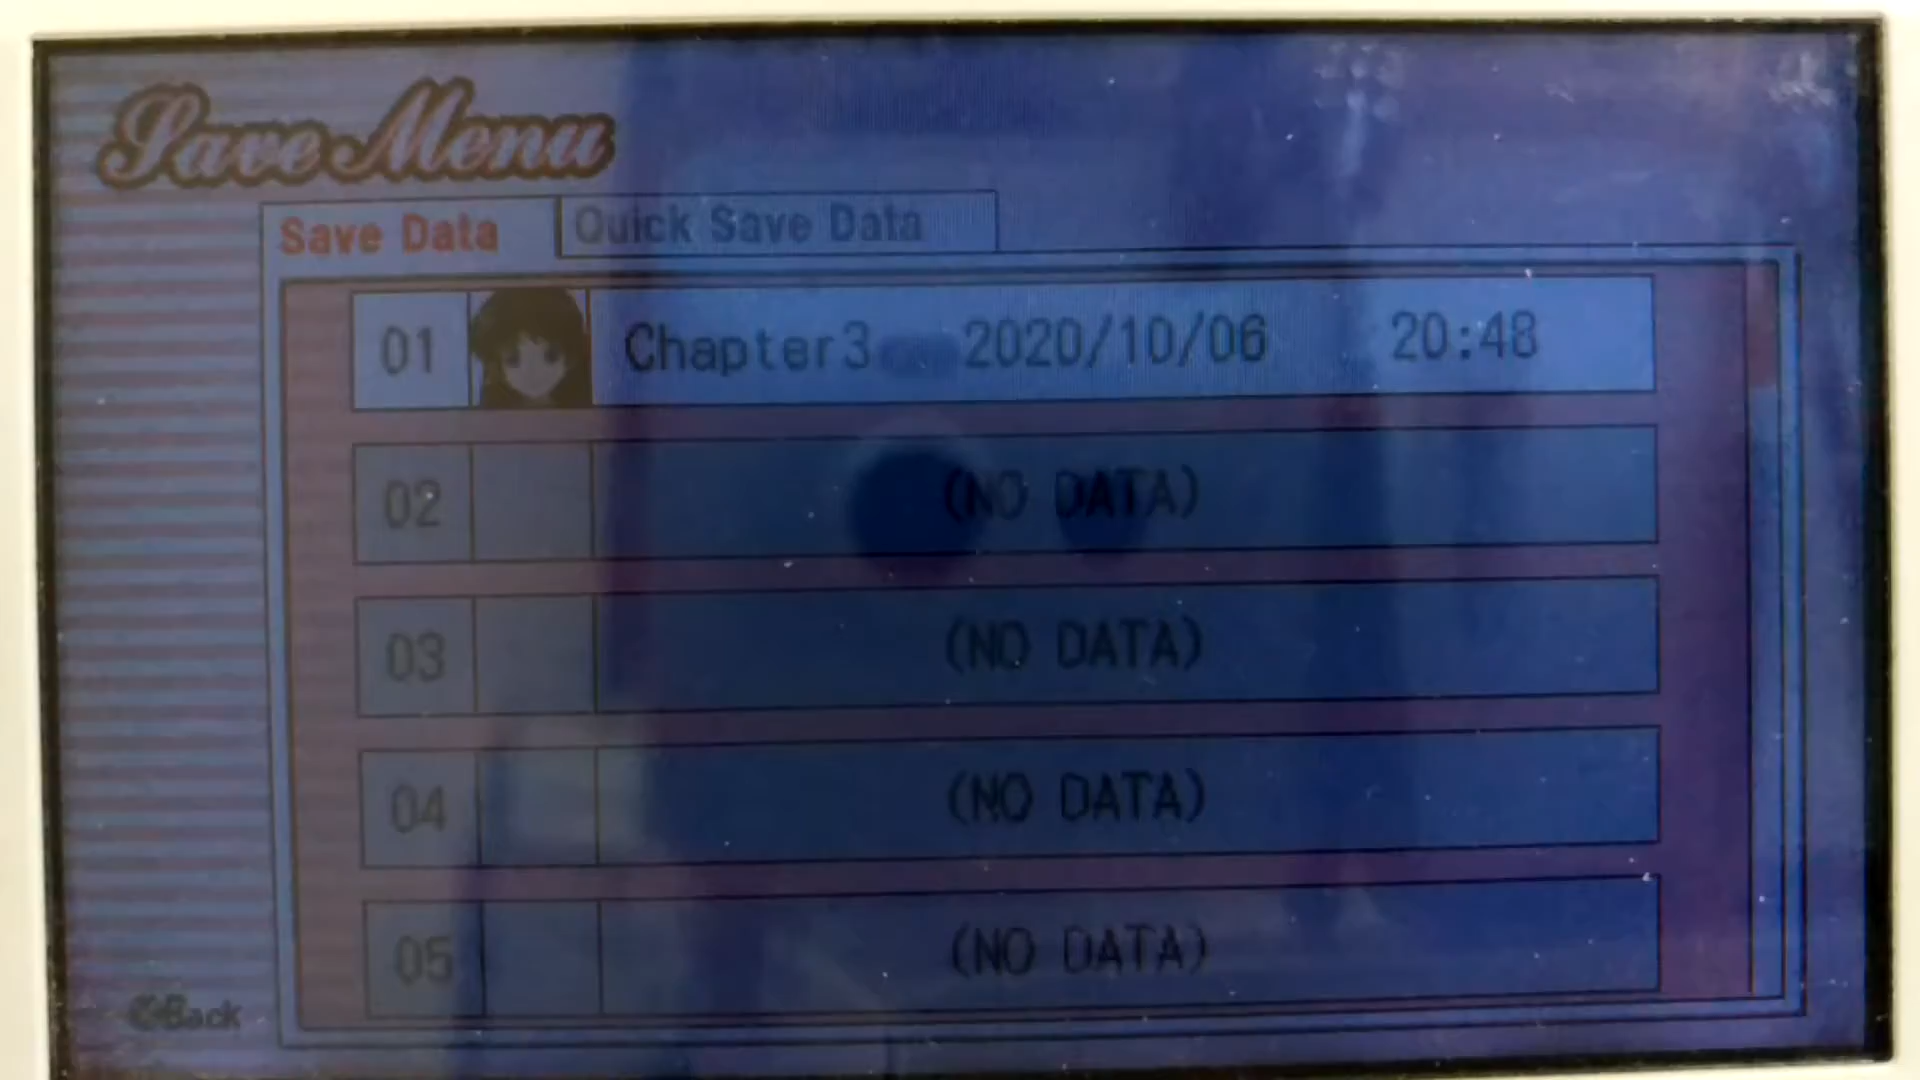 Save Menu
Save Data Quick Save Data
01 Chapter3 2020/10/06 20:48
02 (NO DATA)
03 (NO DATA)
04 (NO DATA)
05 (NO DATA)
Back